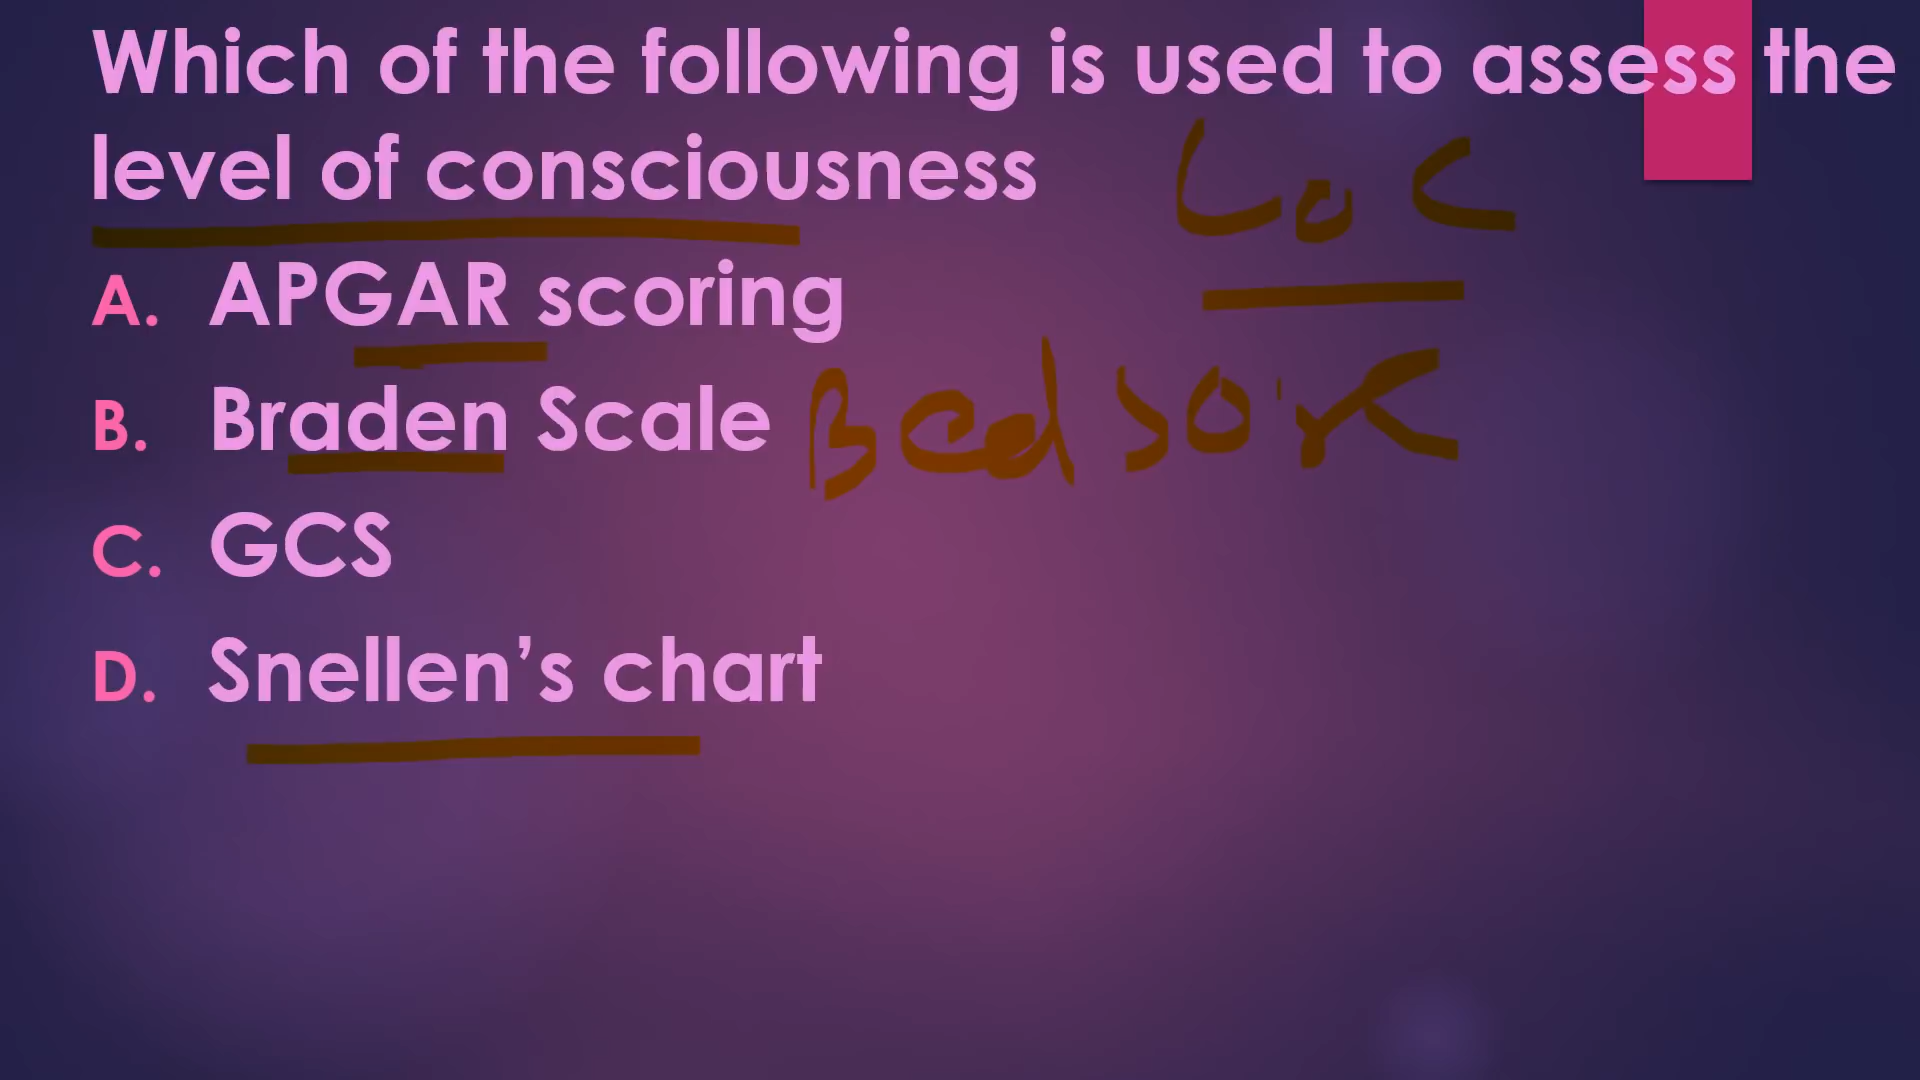 Which of the following is used to assess the
level of consciousness
LOC
A. APGAR scoring
B. Braden Scale Bedsore
C. GCS
D. Snellen’s chart